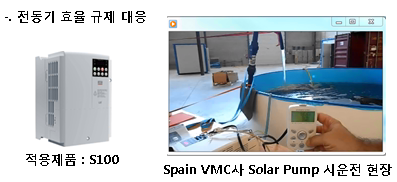 -. 전동기 효율 규제 대응
적용제품 : S100
Spain VMC사 Solar Pump 시운전 현장